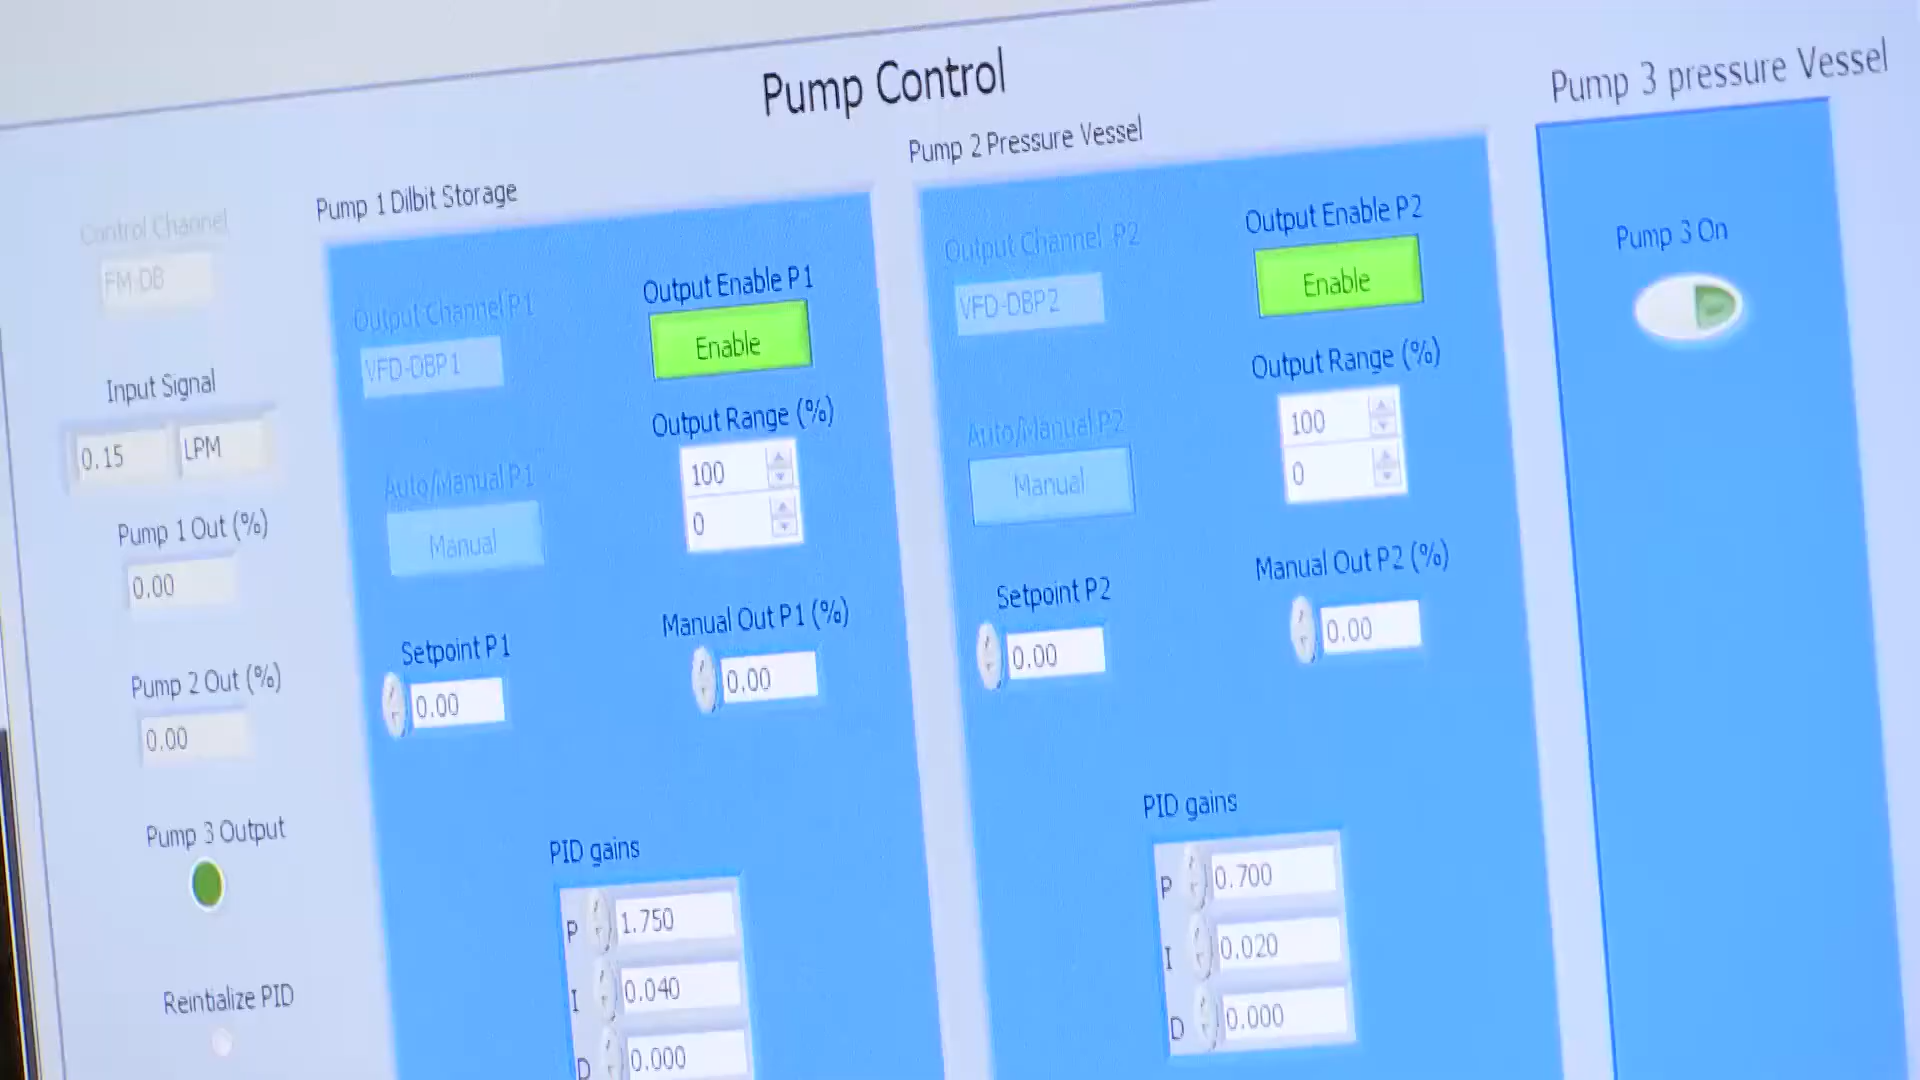 Pump Control
Control Channel
FM-DB
Input Signal
0.15 LPM
Pump 1 Out (%)
0.00
Pump 2 Out (%)
0.00
Pump 3 Output
Reintialize PID
Pump 1 Dilbit Storage
Output Channel P1
VFD-DBP1
Output Enable P1
Enable
Output Range (%)
100
0
Auto/Manual P1
Manual
Setpoint P1
0.00
Manual Out P1 (%)
0.00
PID gains
P 1.750
I 0.040
D 0.000
Pump 2 Pressure Vessel
Output Channel P2
VFD-DBP2
Output Enable P2
Enable
Output Range (%)
100
0
Auto/Manual P2
Manual
Setpoint P2
0.00
Manual Out P2 (%)
0.00
PID gains
P 0.700
I 0.020
D 0.000
Pump 3 pressure Vessel
Pump 3 On